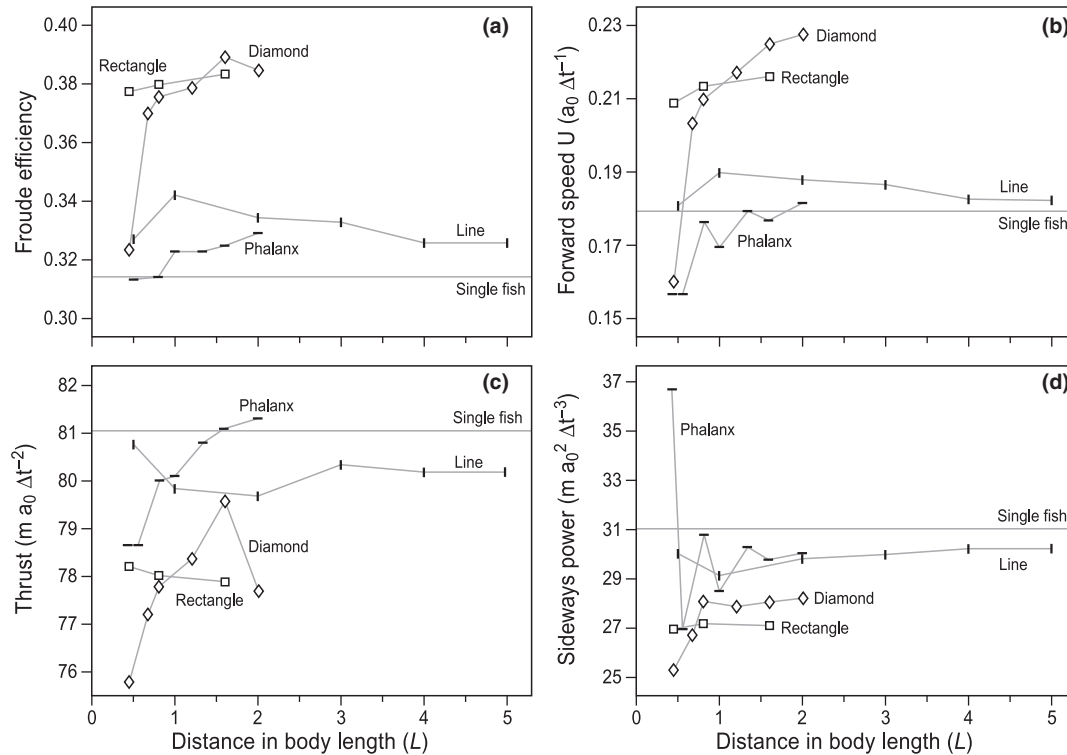 (a)
Froude efficiency
0.40
0.38
0.36
0.34
0.32
0.30
Rectangle
Diamond
Line
Phalanx
Single fish
(b)
Forward speed U (a0 Δt−1)
0.23
0.21
0.19
0.17
0.15
Diamond
Rectangle
Line
Single fish
Phalanx
(c)
Thrust (m a0 Δt−2)
82
81
80
79
78
77
76
Phalanx
Single fish
Line
Diamond
Rectangle
0 1 2 3 4 5
Distance in body length (L)
(d)
Sideways power (m a0² Δt−3)
37
35
33
31
29
27
25
Phalanx
Single fish
Line
Diamond
Rectangle
0 1 2 3 4 5
Distance in body length (L)